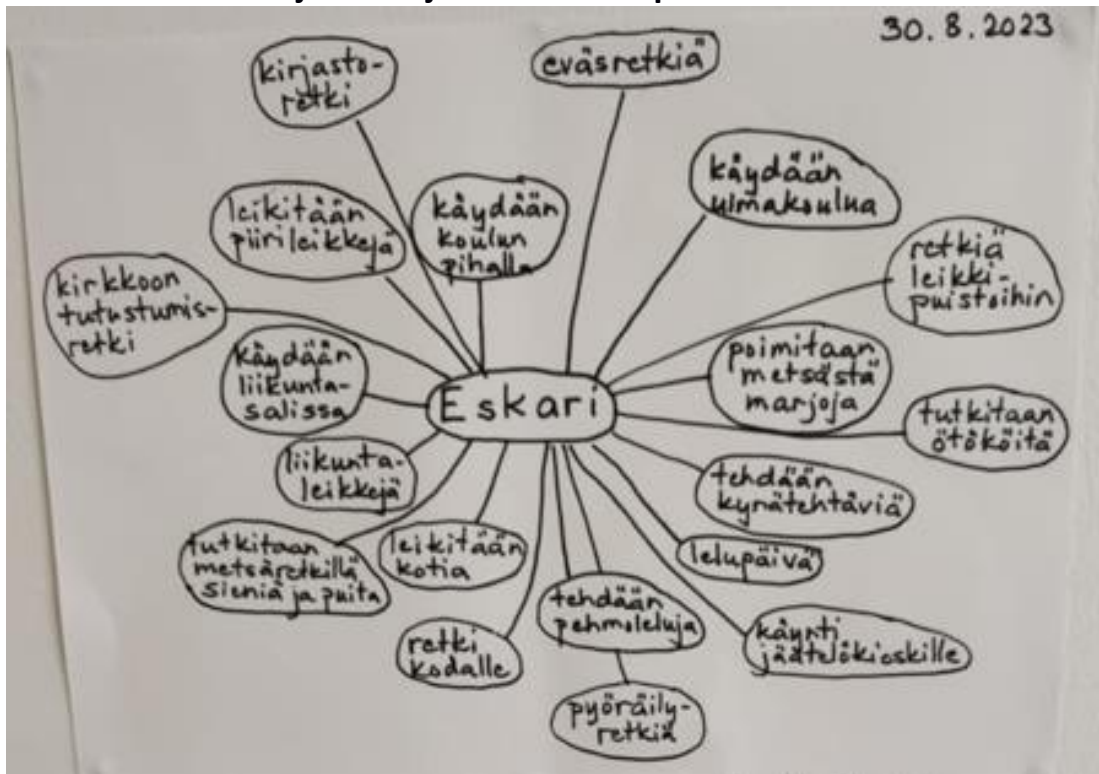 30.8.2023
kirjasto-
retki
eväsretkiä
käydään
uimakoulua
leikitään
piirileikkejä
käydään
koulun
pihalla
retkiä
leikki-
puistoihin
kirkkoon
tutustumis-
retki
käydään
liikunta-
salissa
Eskari
poimitaan
metsästä
marjoja
tutkitaan
ötököitä
liikunta-
leikkejä
tehdään
kynätehtäviä
tutkitaan
metsäretkillä
sieniä ja puita
leikitään
kotia
lelupäivä
retki
kodalle
tehdään
pehmoleluja
käynti
jäätelökioskille
pyöräily-
retkiä